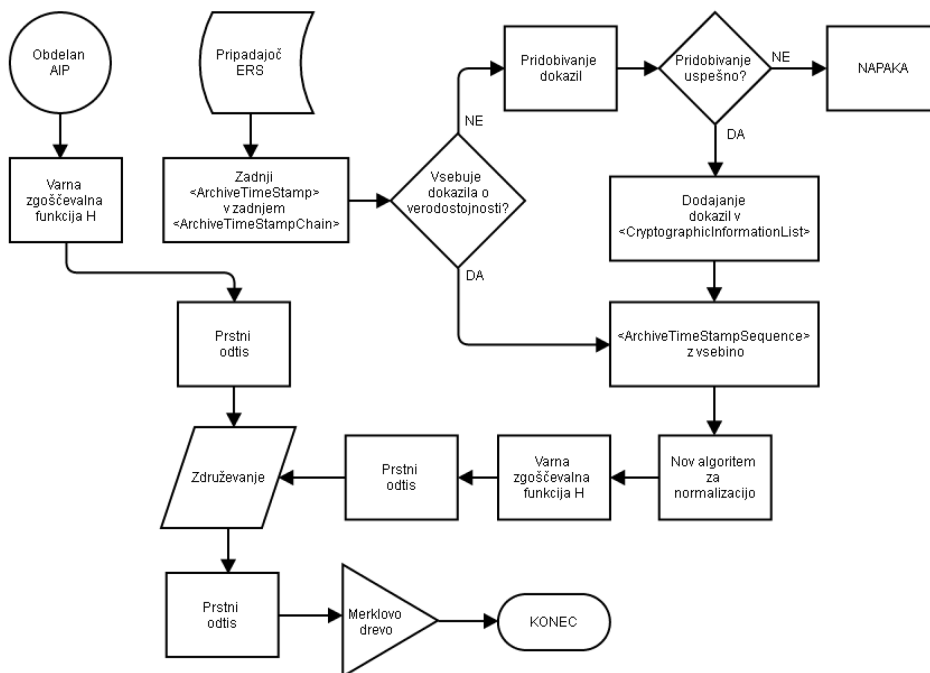 Obdelan
AIP
Pripadajoč
ERS
Pridobivanje
dokazil
Pridobivanje
uspešno?
NE
NAPAKA
NE
DA
Varna
zgoščevalna
funkcija H
Zadnji
<ArchiveTimeStamp>
v zadnjem
<ArchiveTimeStampChain>
Vsebuje
dokazila o
verodostojnosti?
Dodajanje
dokazil v
<CryptographicInformationList>
DA
Prstni
odtis
<ArchiveTimeStampSequence>
z vsebino
Združevanje
Prstni
odtis
Varna
zgoščevalna
funkcija H
Nov algoritem
za
normalizacijo
Prstni
odtis
Merklovo
drevo
KONEC